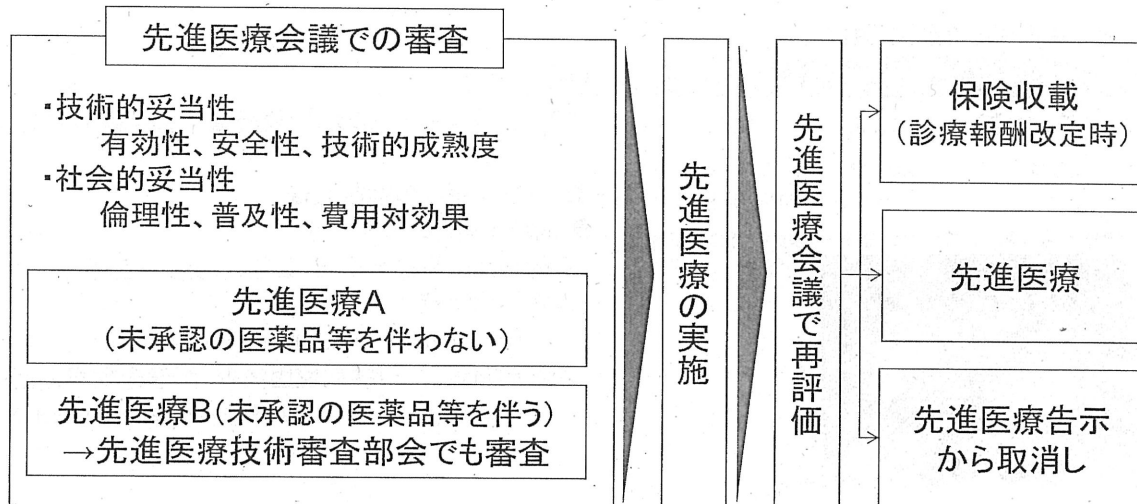 先進医療会議での審査
・技術的妥当性
有効性、安全性、技術的成熟度
・社会的妥当性
倫理性、普及性、費用対効果
先進医療A
(未承認の医薬品等を伴わない)
先進医療B(未承認の医薬品等を伴う)
→先進医療技術審査部会でも審査
先進医療の実施
先進医療会議で再評価
保険収載
(診療報酬改定時)
先進医療
先進医療告示
から取消し